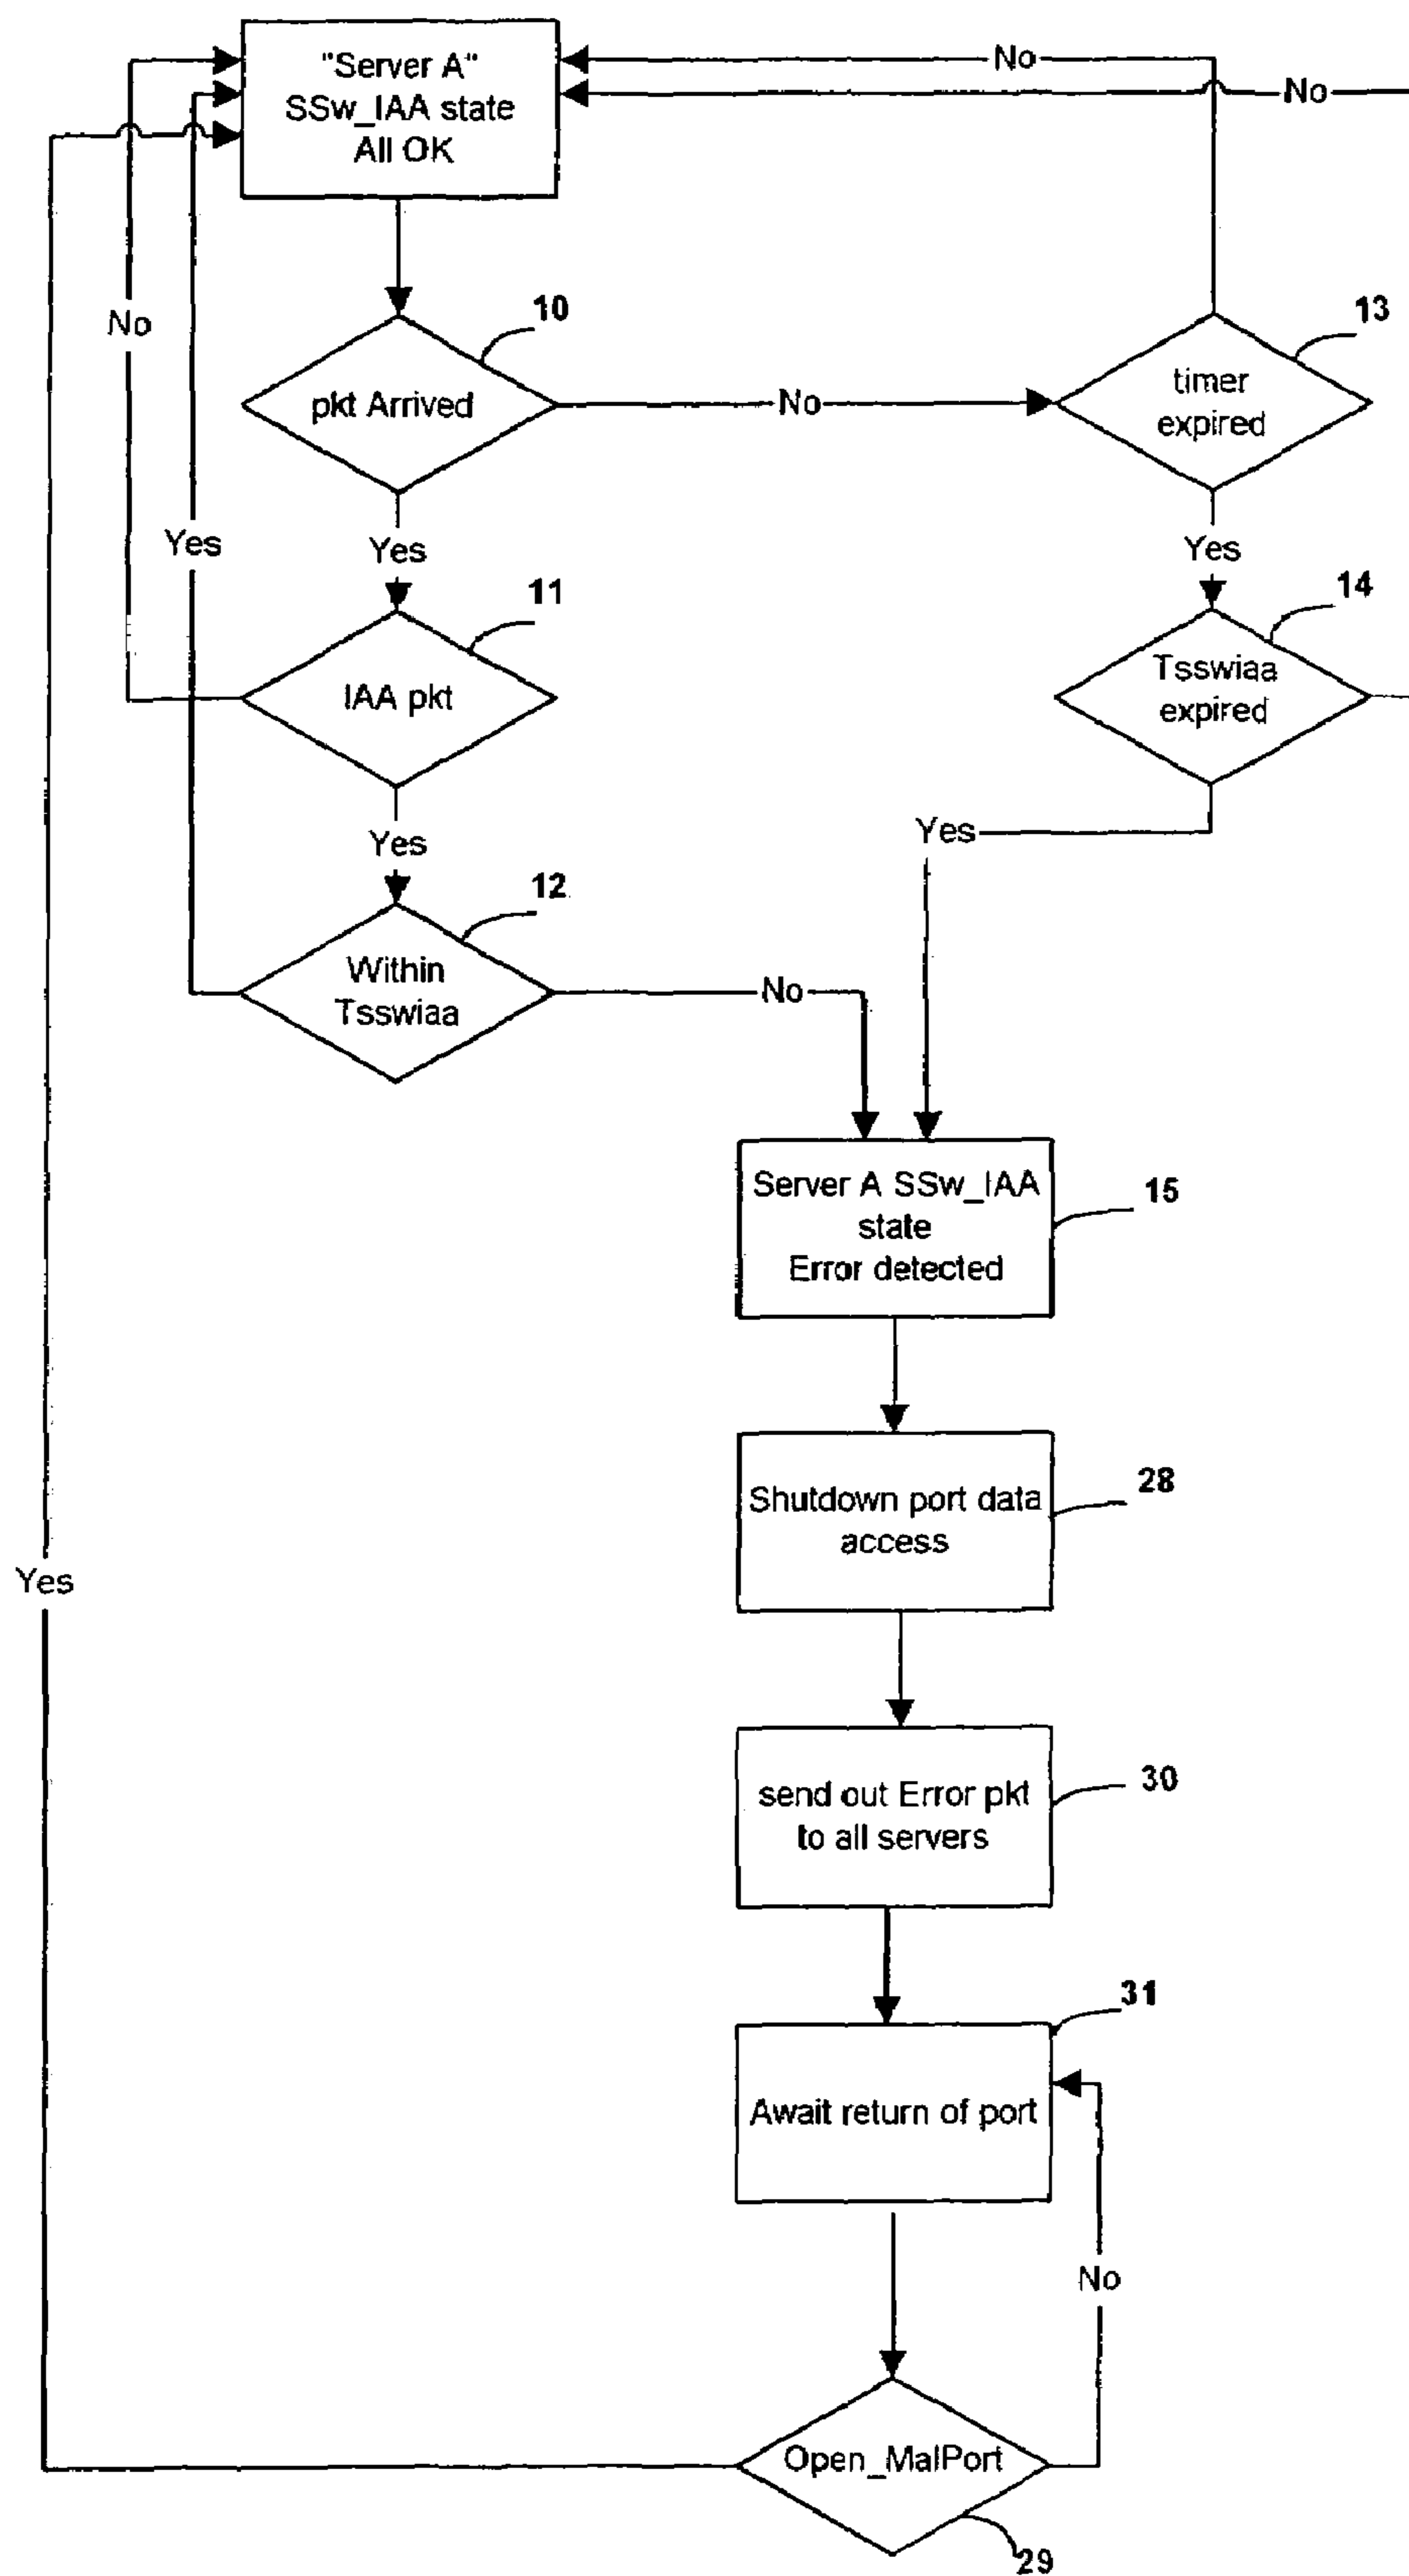 "Server A"
SSw_IAA state
All OK
No
No
No
10
pkt Arrived
No
13
timer
expired
Yes
Yes
Yes
11
IAA pkt
14
Tsswiaa
expired
Yes
Yes
12
Within
Tsswiaa
No
Server A SSw_IAA
state
Error detected
15
Shutdown port data
access
28
Yes
send out Error pkt
to all servers
30
31
Await return of port
No
Open_MalPort
29